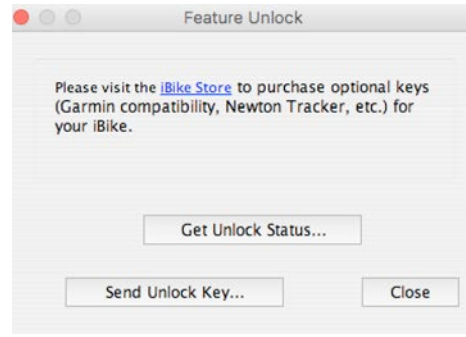 Feature Unlock
Please visit the iBike Store to purchase optional keys
(Garmin compatibility, Newton Tracker, etc.) for
your iBike.
Get Unlock Status...
Send Unlock Key...
Close